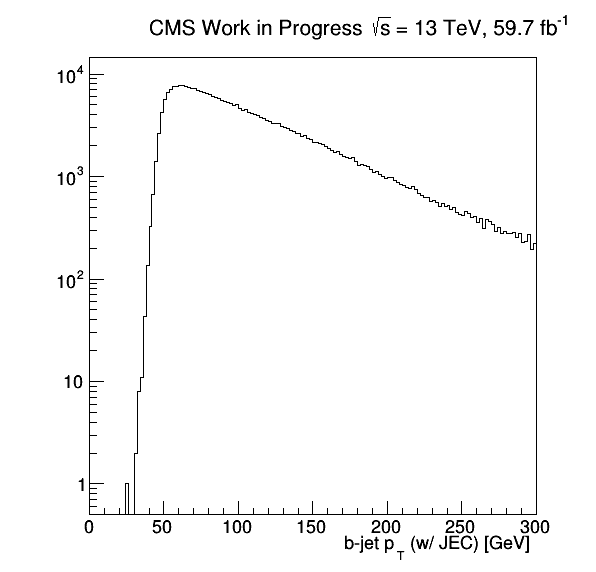 CMS Work in Progress √s = 13 TeV, 59.7 fb⁻¹
10⁴
10³
10²
10
1
0 50 100 150 200 250 300
b-jet p_T (w/ JEC) [GeV]